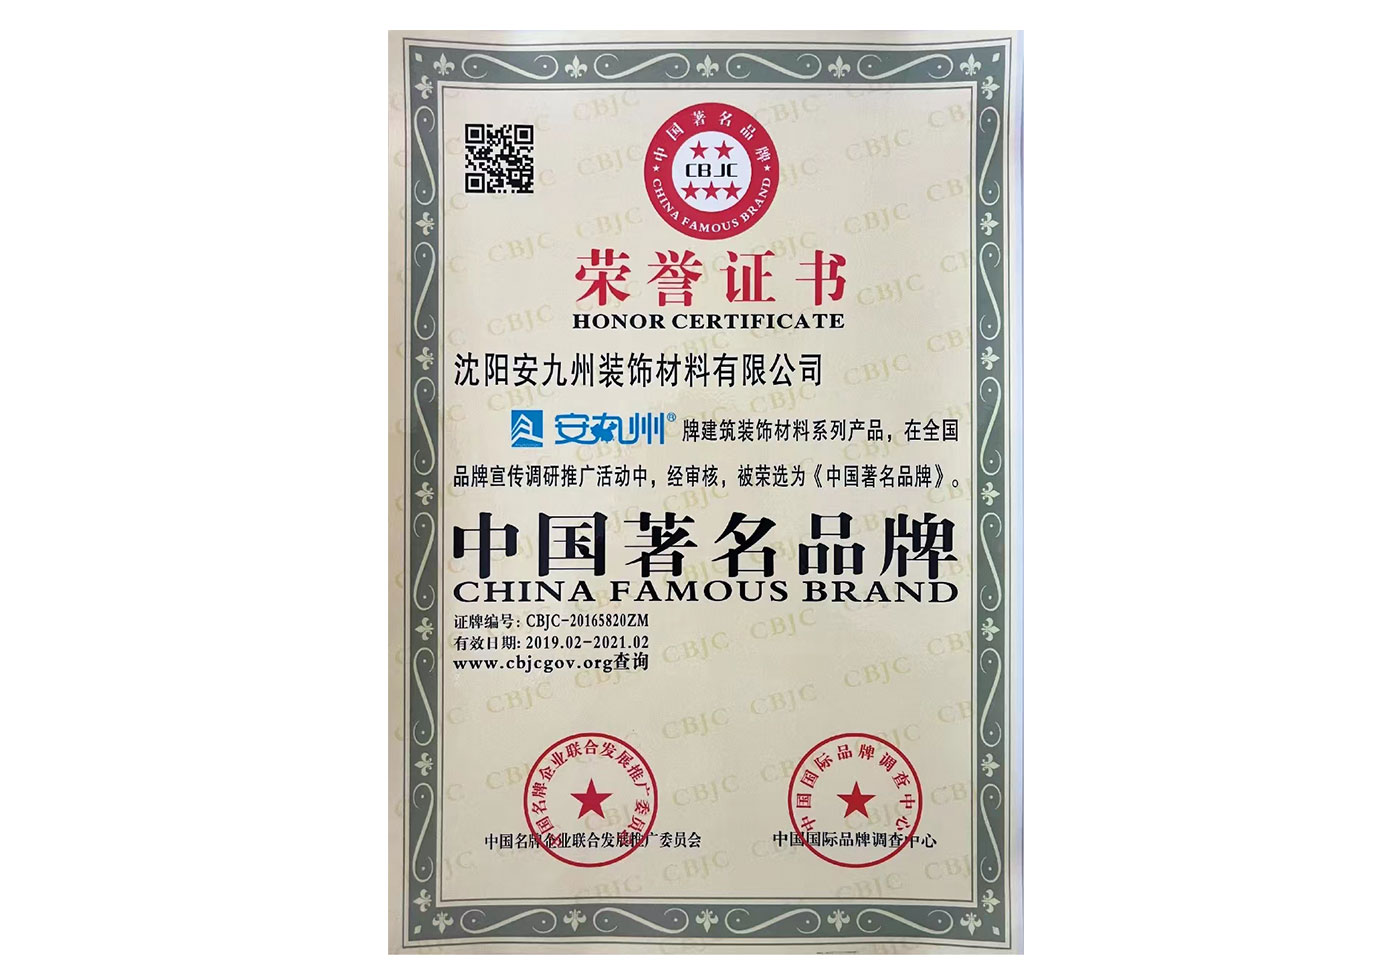 中国著名品牌
CBJC
CHINA FAMOUS BRAND
荣誉证书
HONOR CERTIFICATE
沈阳安九州装饰材料有限公司
安九州® 牌建筑装饰材料系列产品，在全国
品牌宣传调研推广活动中，经审核，被荣选为《中国著名品牌》。
中国著名品牌
CHINA FAMOUS BRAND
证牌编号：CBJC-20165820ZM
有效日期：2019.02-2021.02
www.cbjcgov.org查询
中国名牌企业联合发展推广委员会
中国国际品牌调查中心
中国名牌企业联合发展推广委员会
中国国际品牌调查中心